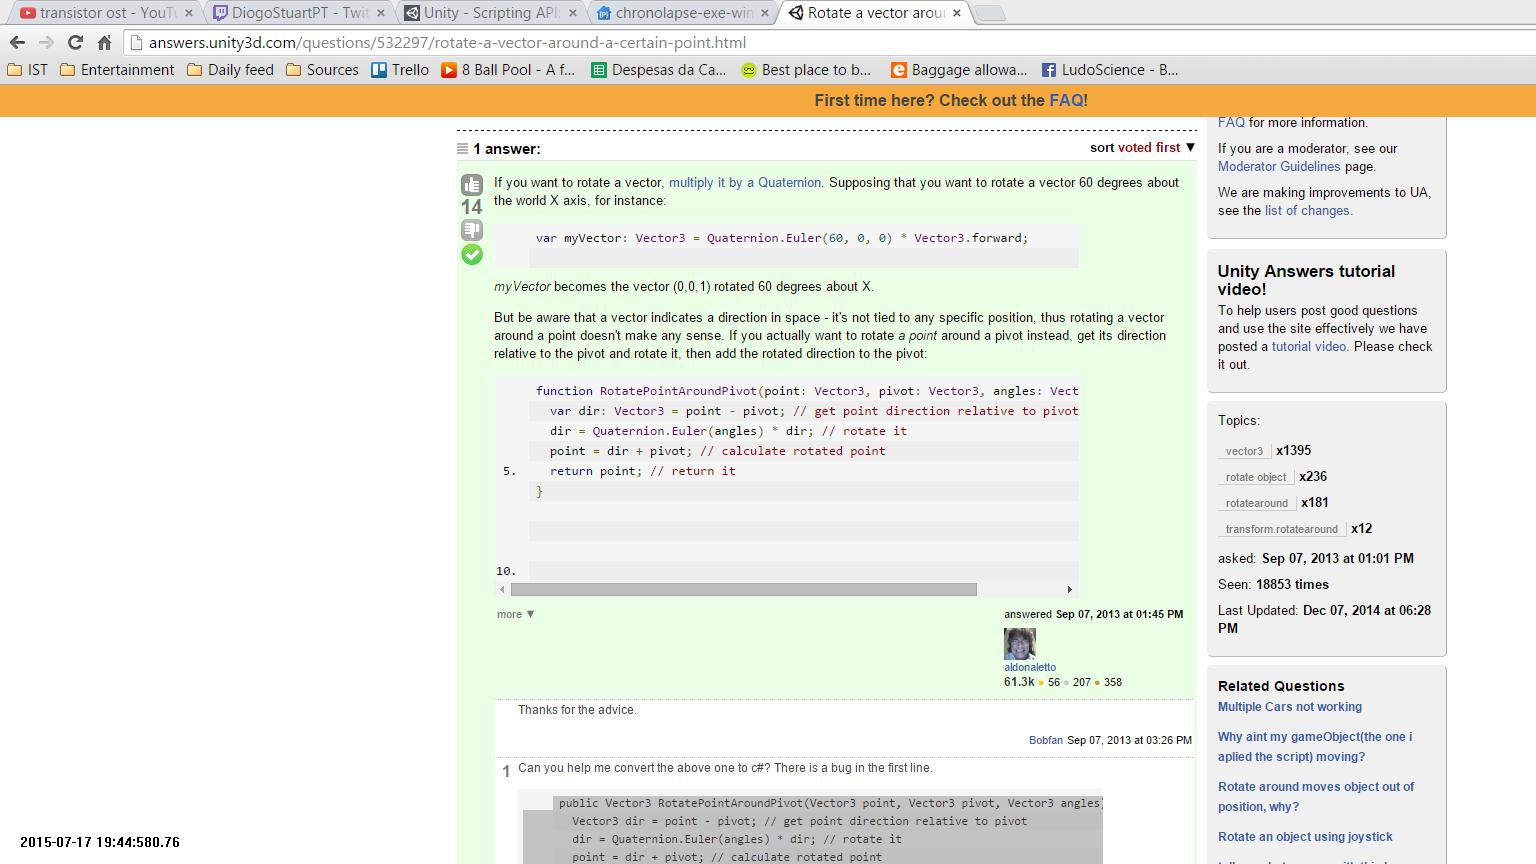 transistor ost - YouTu
DiogoStuartPT - Twit
Unity - Scripting API:
chronolapse-exe-win
Rotate a vector arou
answers.unity3d.com/questions/532297/rotate-a-vector-around-a-certain-point.html
IST
Entertainment
Daily feed
Sources
Trello
8 Ball Pool - A f...
Despesas da Ca...
Best place to b...
Baggage allowa...
LudoScience - B...
First time here? Check out the FAQ!
1 answer:
sort voted first ▼
14
If you want to rotate a vector, multiply it by a Quaternion. Supposing that you want to rotate a vector 60 degrees about
the world X axis, for instance:
var myVector: Vector3 = Quaternion.Euler(60, 0, 0) * Vector3.forward;
myVector becomes the vector (0,0,1) rotated 60 degrees about X.
But be aware that a vector indicates a direction in space - it's not tied to any specific position, thus rotating a vector
around a point doesn't make any sense. If you actually want to rotate a point around a pivot instead, get its direction
relative to the pivot and rotate it, then add the rotated direction to the pivot:
function RotatePointAroundPivot(point: Vector3, pivot: Vector3, angles: Vect
var dir: Vector3 = point - pivot; // get point direction relative to pivot
dir = Quaternion.Euler(angles) * dir; // rotate it
point = dir + pivot; // calculate rotated point
5. return point; // return it
}
10.
more ▼
answered Sep 07, 2013 at 01:45 PM
aldonaletto
61.3k ● 56 ● 207 ● 358
Thanks for the advice.
Bobfan Sep 07, 2013 at 03:26 PM
1 Can you help me convert the above one to c#? There is a bug in the first line.
public Vector3 RotatePointAroundPivot(Vector3 point, Vector3 pivot, Vector3 angles)
Vector3 dir = point - pivot; // get point direction relative to pivot
dir = Quaternion.Euler(angles) * dir; // rotate it
point = dir + pivot; // calculate rotated point
FAQ for more information.
If you are a moderator, see our
Moderator Guidelines page.
We are making improvements to UA,
see the list of changes.
Unity Answers tutorial
video!
To help users post good questions
and use the site effectively we have
posted a tutorial video. Please check
it out.
Topics:
vector3 x1395
rotate object x236
rotatearound x181
transform.rotatearound x12
asked: Sep 07, 2013 at 01:01 PM
Seen: 18853 times
Last Updated: Dec 07, 2014 at 06:28
PM
Related Questions
Multiple Cars not working
Why aint my gameObject(the one i
aplied the script) moving?
Rotate around moves object out of
position, why?
Rotate an object using joystick
2015-07-17 19:44:580.76